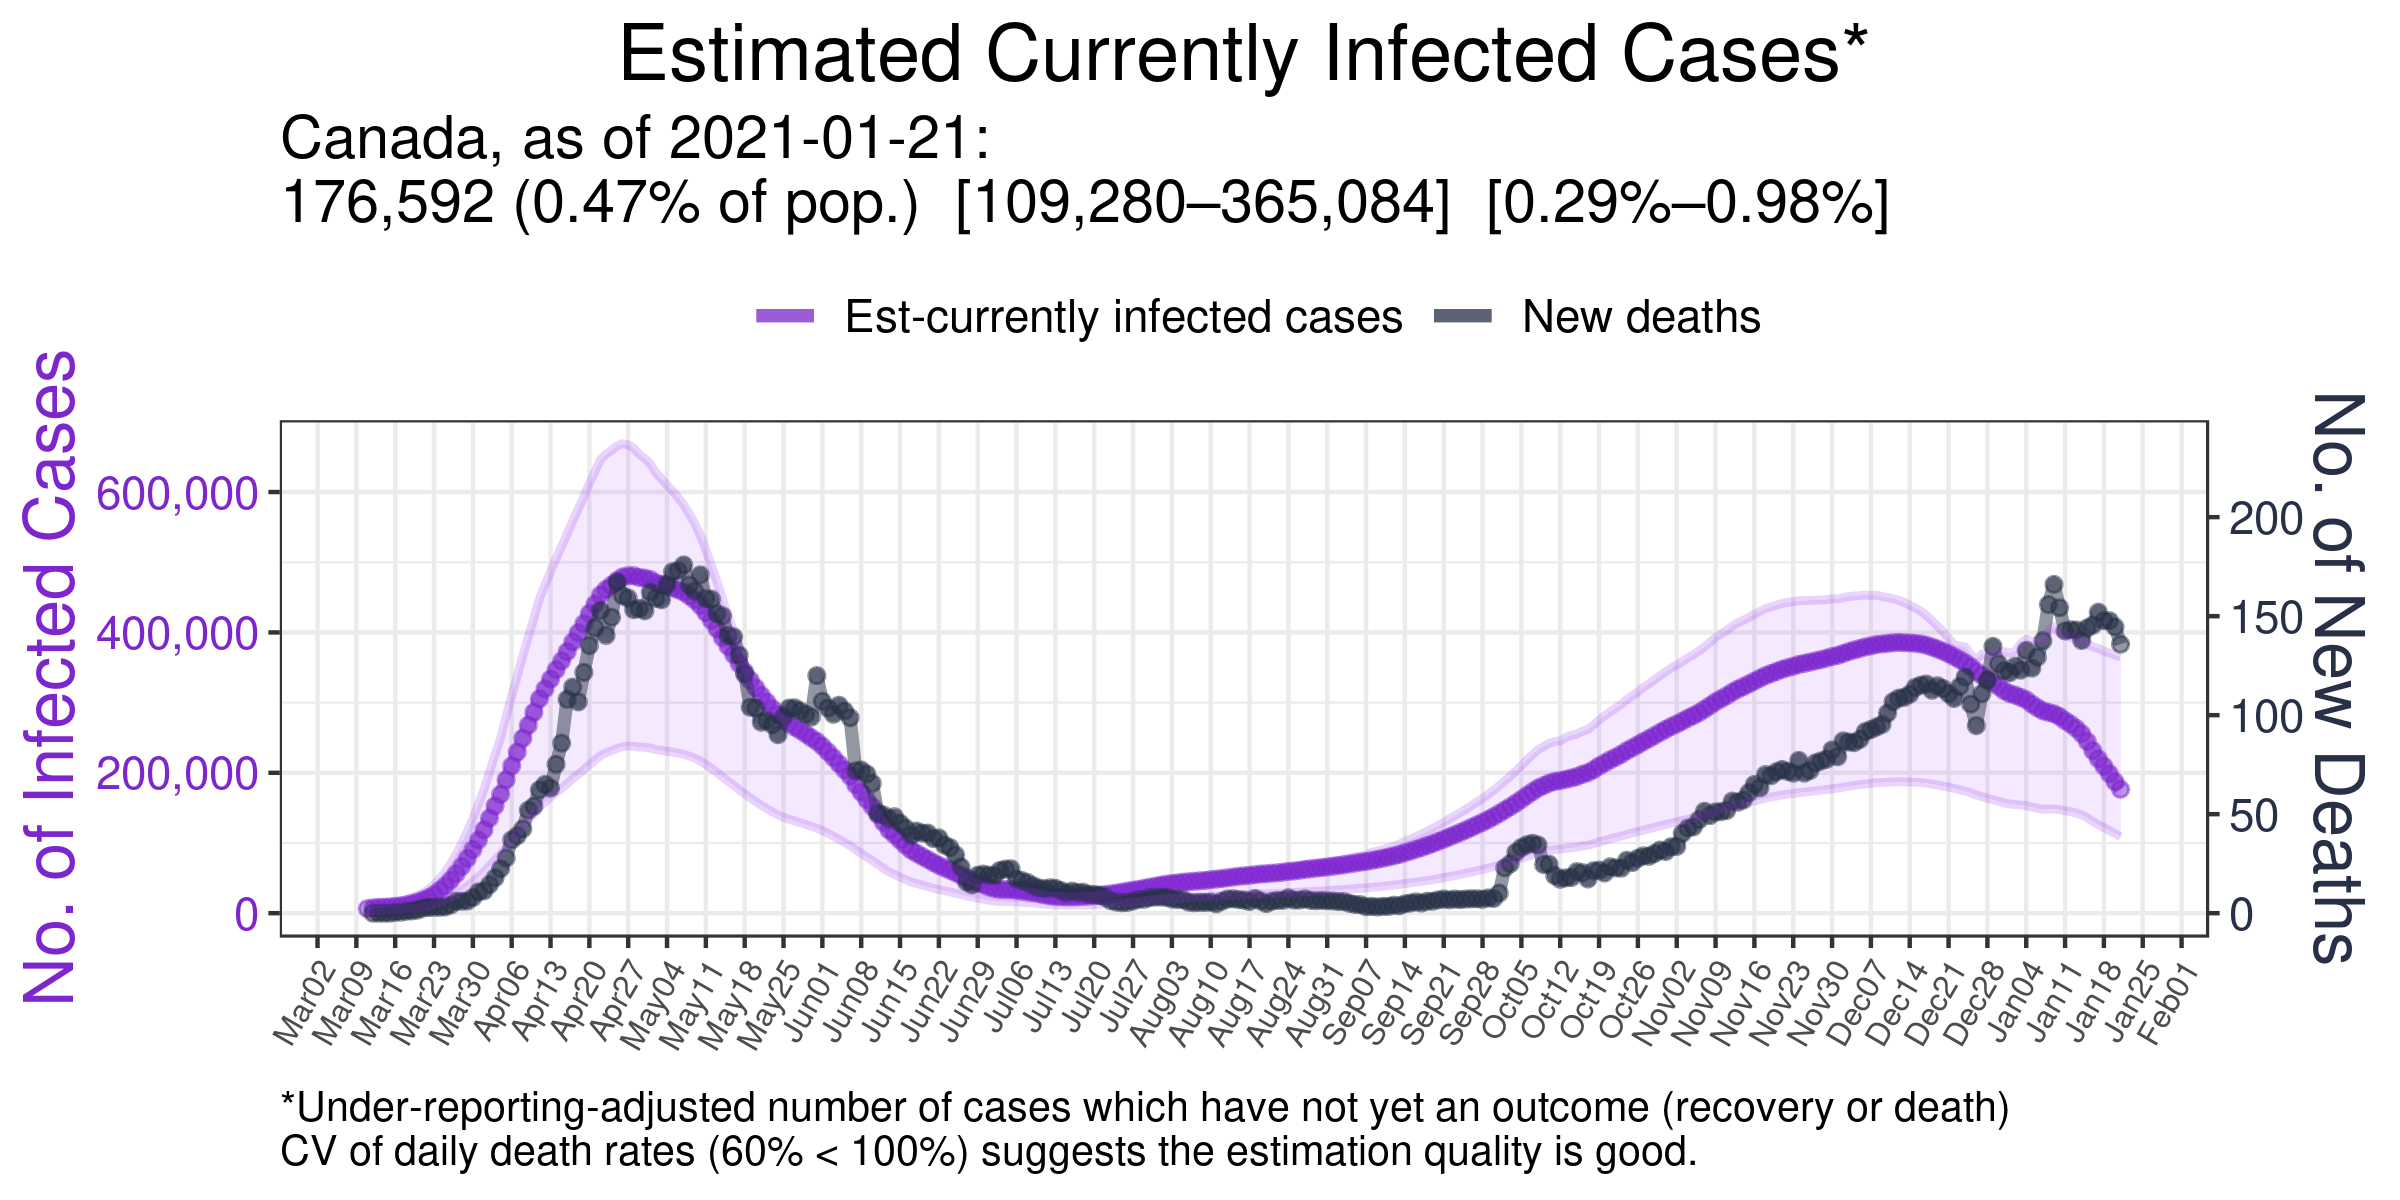 Estimated Currently Infected Cases*
Canada, as of 2021-01-21:
176,592 (0.47% of pop.) [109,280–365,084] [0.29%–0.98%]
Est-currently infected cases New deaths
No. of Infected Cases
600,000
400,000
200,000
0
200
150
100
50
0
No. of New Deaths
Mar02 Mar09 Mar16 Mar23 Mar30 Apr06 Apr13 Apr20 Apr27 May04 May11 May18 May25 Jun01 Jun08 Jun15 Jun22 Jun29 Jul06 Jul13 Jul20 Jul27 Aug03 Aug10 Aug17 Aug24 Aug31 Sep07 Sep14 Sep21 Sep28 Oct05 Oct12 Oct19 Oct26 Nov02 Nov09 Nov16 Nov23 Nov30 Dec07 Dec14 Dec21 Dec28 Jan04 Jan11 Jan18 Jan25 Feb01
*Under-reporting-adjusted number of cases which have not yet an outcome (recovery or death)
CV of daily death rates (60% < 100%) suggests the estimation quality is good.